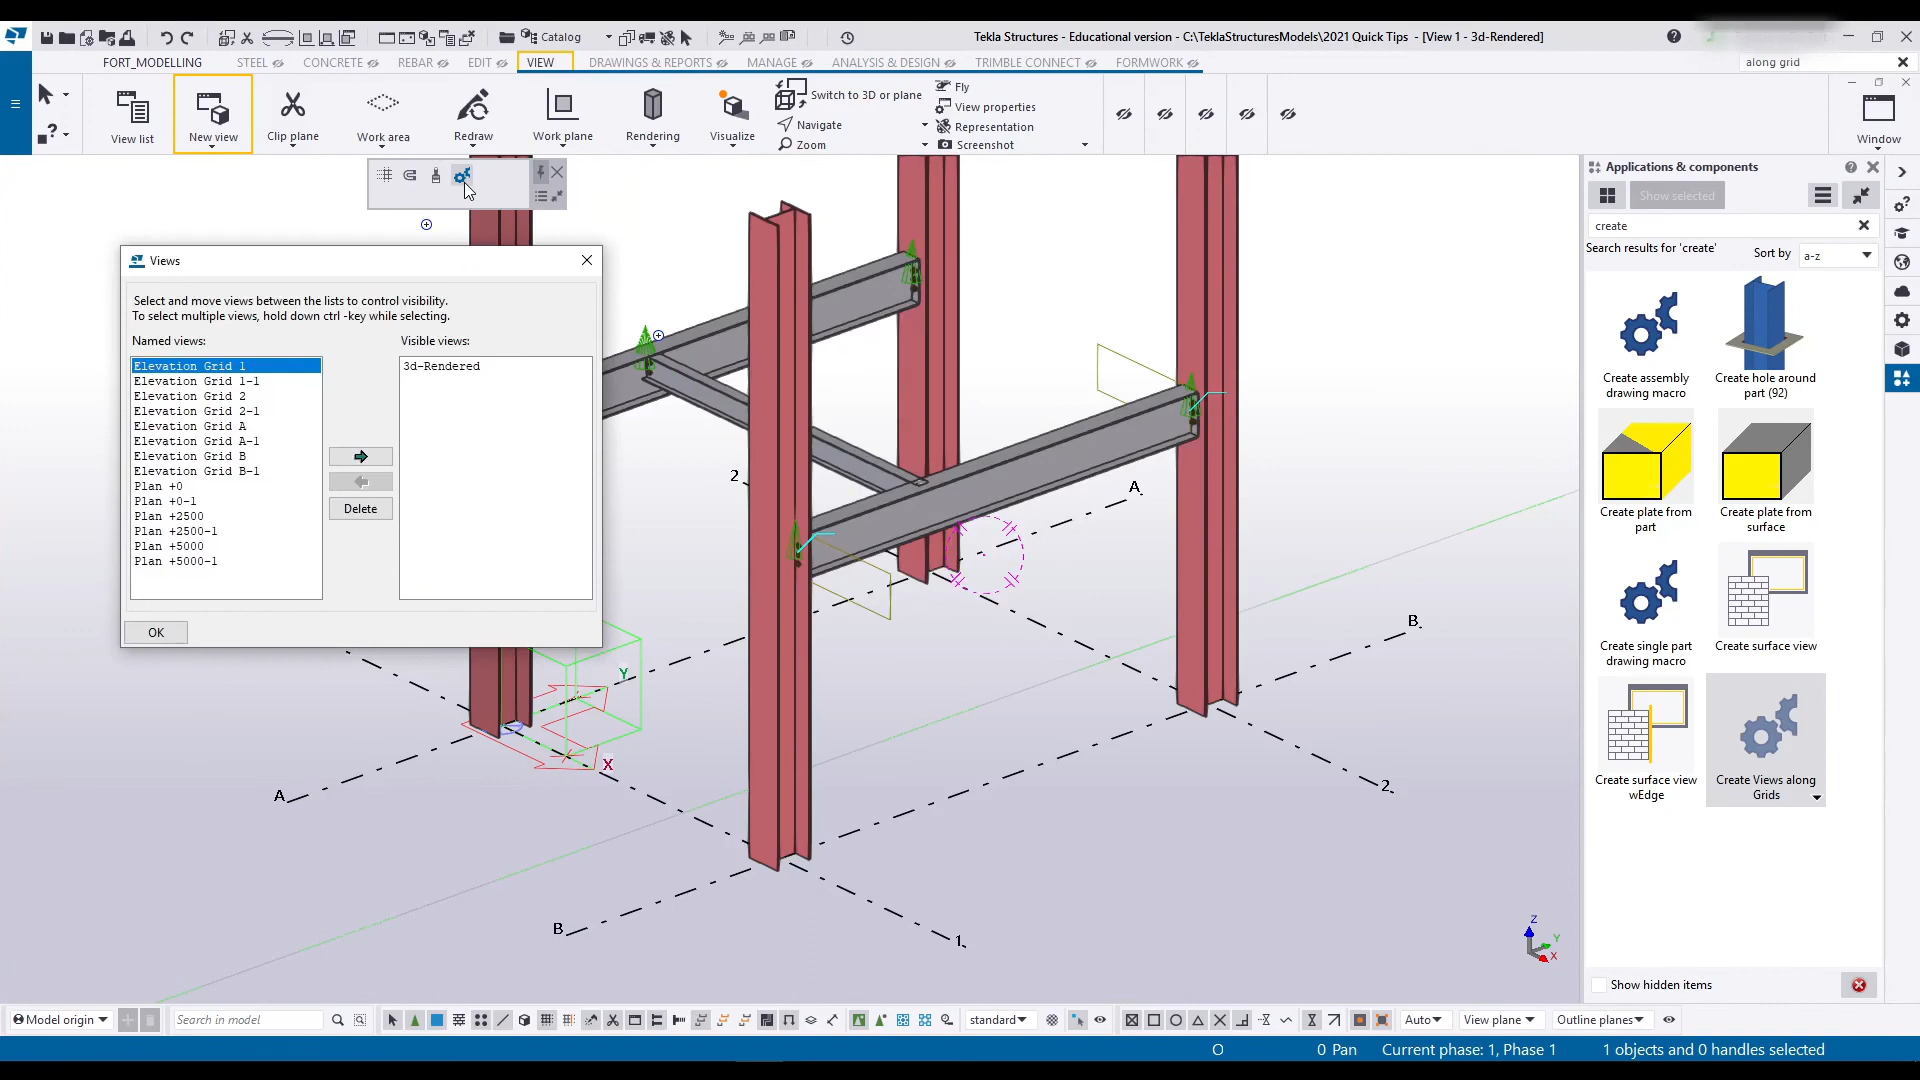 Catalog
Tekla Structures - Educational version - C:\TeklaStructuresModels\2021 Quick Tips - [View 1 - 3d-Rendered]
FORT_MODELLING
STEEL
CONCRETE
REBAR
EDIT
VIEW
DRAWINGS & REPORTS
MANAGE
ANALYSIS & DESIGN
TRIMBLE CONNECT
FORMWORK
along grid
View list
New view
Clip plane
Work area
Redraw
Work plane
Rendering
Visualize
Switch to 3D or plane
Navigate
Zoom
Fly
View properties
Representation
Screenshot
Window
Views
Select and move views between the lists to control visibility.
To select multiple views, hold down ctrl -key while selecting.
Named views:
Visible views:
Elevation Grid 1
Elevation Grid 1-1
Elevation Grid 2
Elevation Grid 2-1
Elevation Grid A
Elevation Grid A-1
Elevation Grid B
Elevation Grid B-1
Plan +0
Plan +0-1
Plan +2500
Plan +2500-1
Plan +5000
Plan +5000-1
3d-Rendered
Delete
OK
2
A
B
Y
X
A
2
B
1
Z
Y
X
Applications & components
Show selected
create
Search results for 'create'
Sort by
a-z
Create assembly
drawing macro
Create hole around
part (92)
Create plate from
part
Create plate from
surface
Create single part
drawing macro
Create surface view
Create surface view
wEdge
Create Views along
Grids
Show hidden items
Model origin
Search in model
standard
Auto
View plane
Outline planes
O
0 Pan
Current phase: 1, Phase 1
1 objects and 0 handles selected